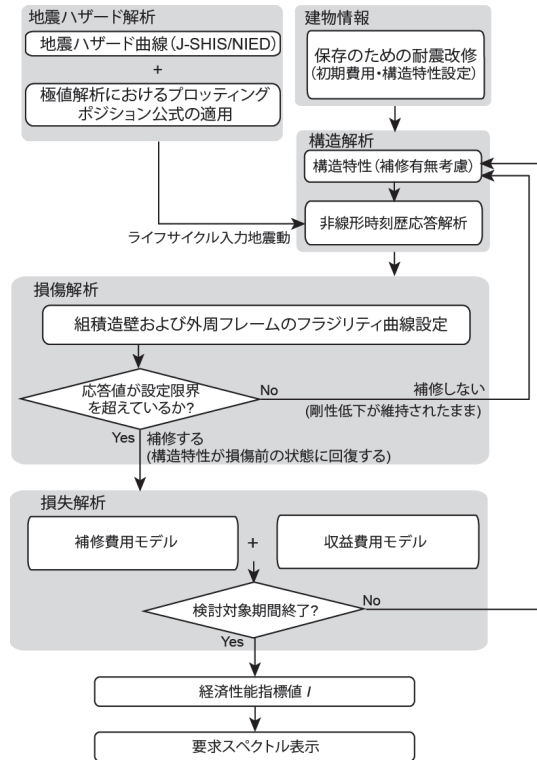 地震ハザード解析
地震ハザード曲線（J-SHIS/NIED）
+
極値解析におけるプロッティング
ポジション公式の適用
建物情報
保存のための耐震改修
（初期費用・構造特性設定）
構造解析
構造特性（補修有無考慮）
非線形時刻歴応答解析
ライフサイクル入力地震動
損傷解析
組積造壁および外周フレームのフラジリティ曲線設定
応答値が設定限界
を超えているか?
No
補修しない
（剛性低下が維持されたまま）
Yes
補修する
（構造特性が損傷前の状態に回復する）
損失解析
補修費用モデル
+
収益費用モデル
検討対象期間終了?
No
Yes
経済性能指標値 I
要求スペクトル表示